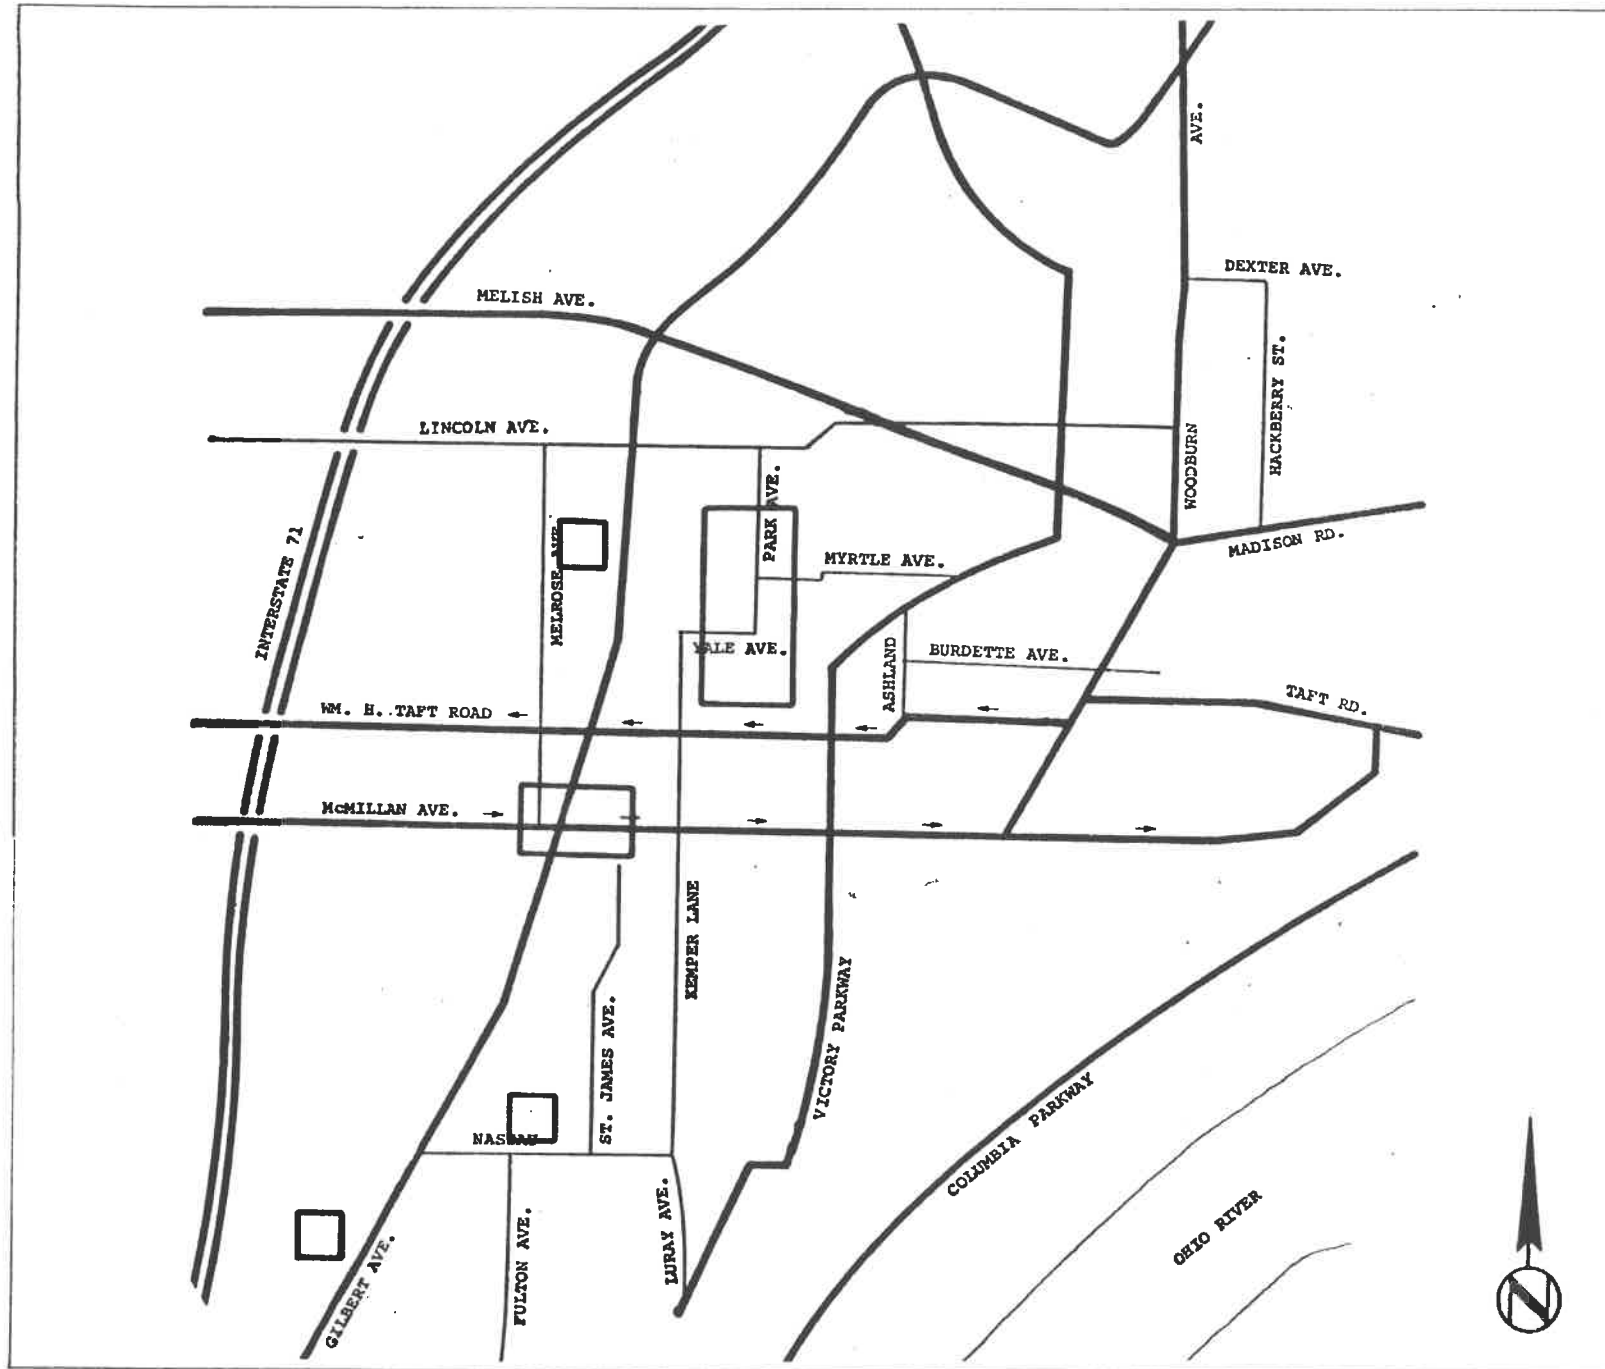 AVE.
DEXTER AVE.
MELISH AVE.
HACKBERRY ST.
LINCOLN AVE.
WOODBURN
PARK AVE.
MELROSE AVE
INTERSTATE 71
MADISON RD.
MYRTLE AVE.
YALE AVE.
ASHLAND
BURDETTE AVE.
TAFT RD.
WM. H. TAFT ROAD
McMILLAN AVE.
KEMPER LANE
VICTORY PARKWAY
ST. JAMES AVE.
COLUMBIA PARKWAY
NASSAU
LURAY AVE.
FULTON AVE.
GILBERT AVE.
OHIO RIVER
N